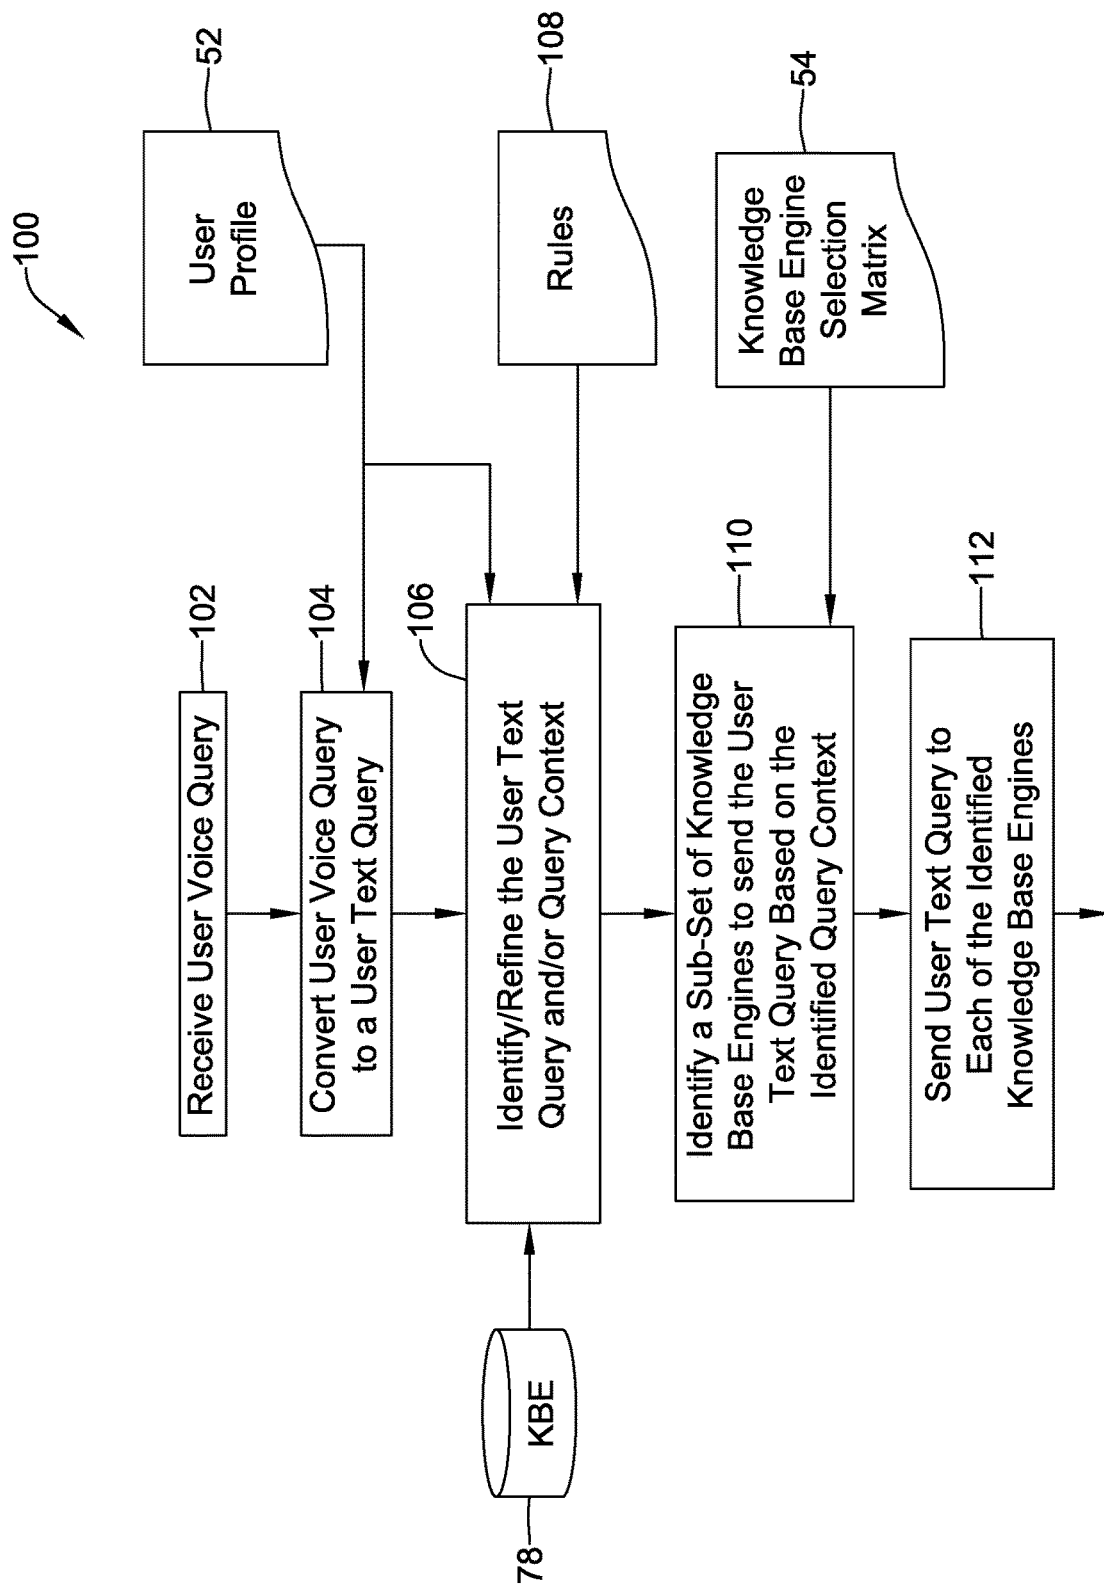 100
52
User
Profile
102
Receive User Voice Query
104
Convert User Voice Query
to a User Text Query
106
Identify/Refine the User Text
Query and/or Query Context
108
Rules
KBE
78
110
Identify a Sub-Set of Knowledge
Base Engines to send the User
Text Query Based on the
Identified Query Context
54
Knowledge
Base Engine
Selection
Matrix
112
Send User Text Query to
Each of the Identified
Knowledge Base Engines